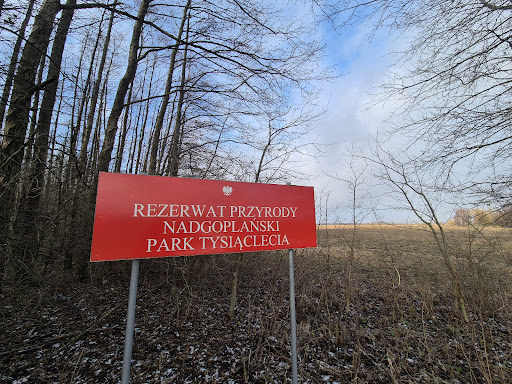 REZERWAT PRZYRODY
NADGOPLAŃSKI
PARK TYSIĄCLECIA